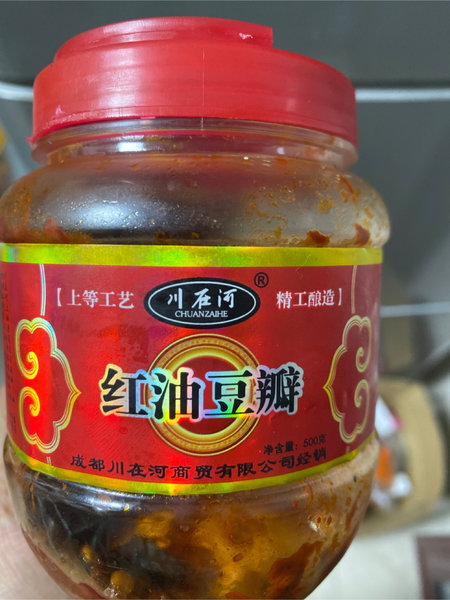 【上等工艺
川在河
CHUANZAIHE
®
精工酿造】
红油豆瓣
净含量：500克
成都川在河商贸有限公司经销